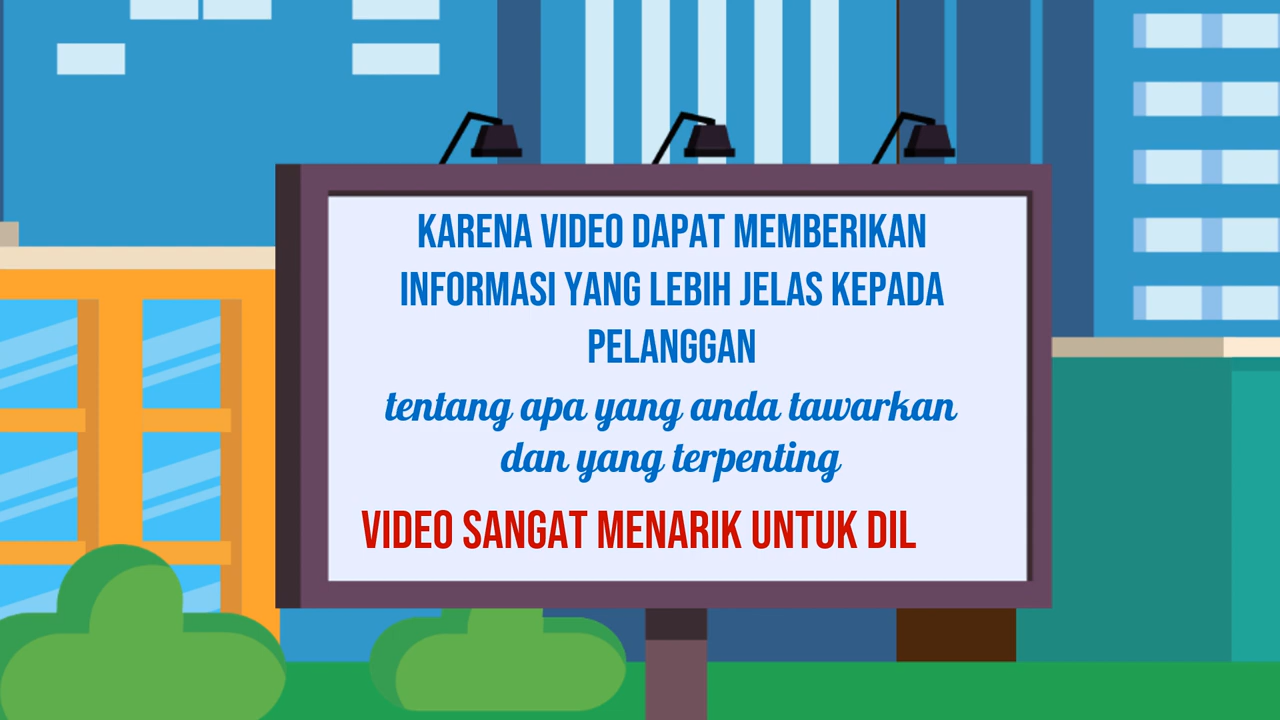 KARENA VIDEO DAPAT MEMBERIKAN
INFORMASI YANG LEBIH JELAS KEPADA
PELANGGAN
tentang apa yang anda tawarkan
dan yang terpenting
VIDEO SANGAT MENARIK UNTUK DIL